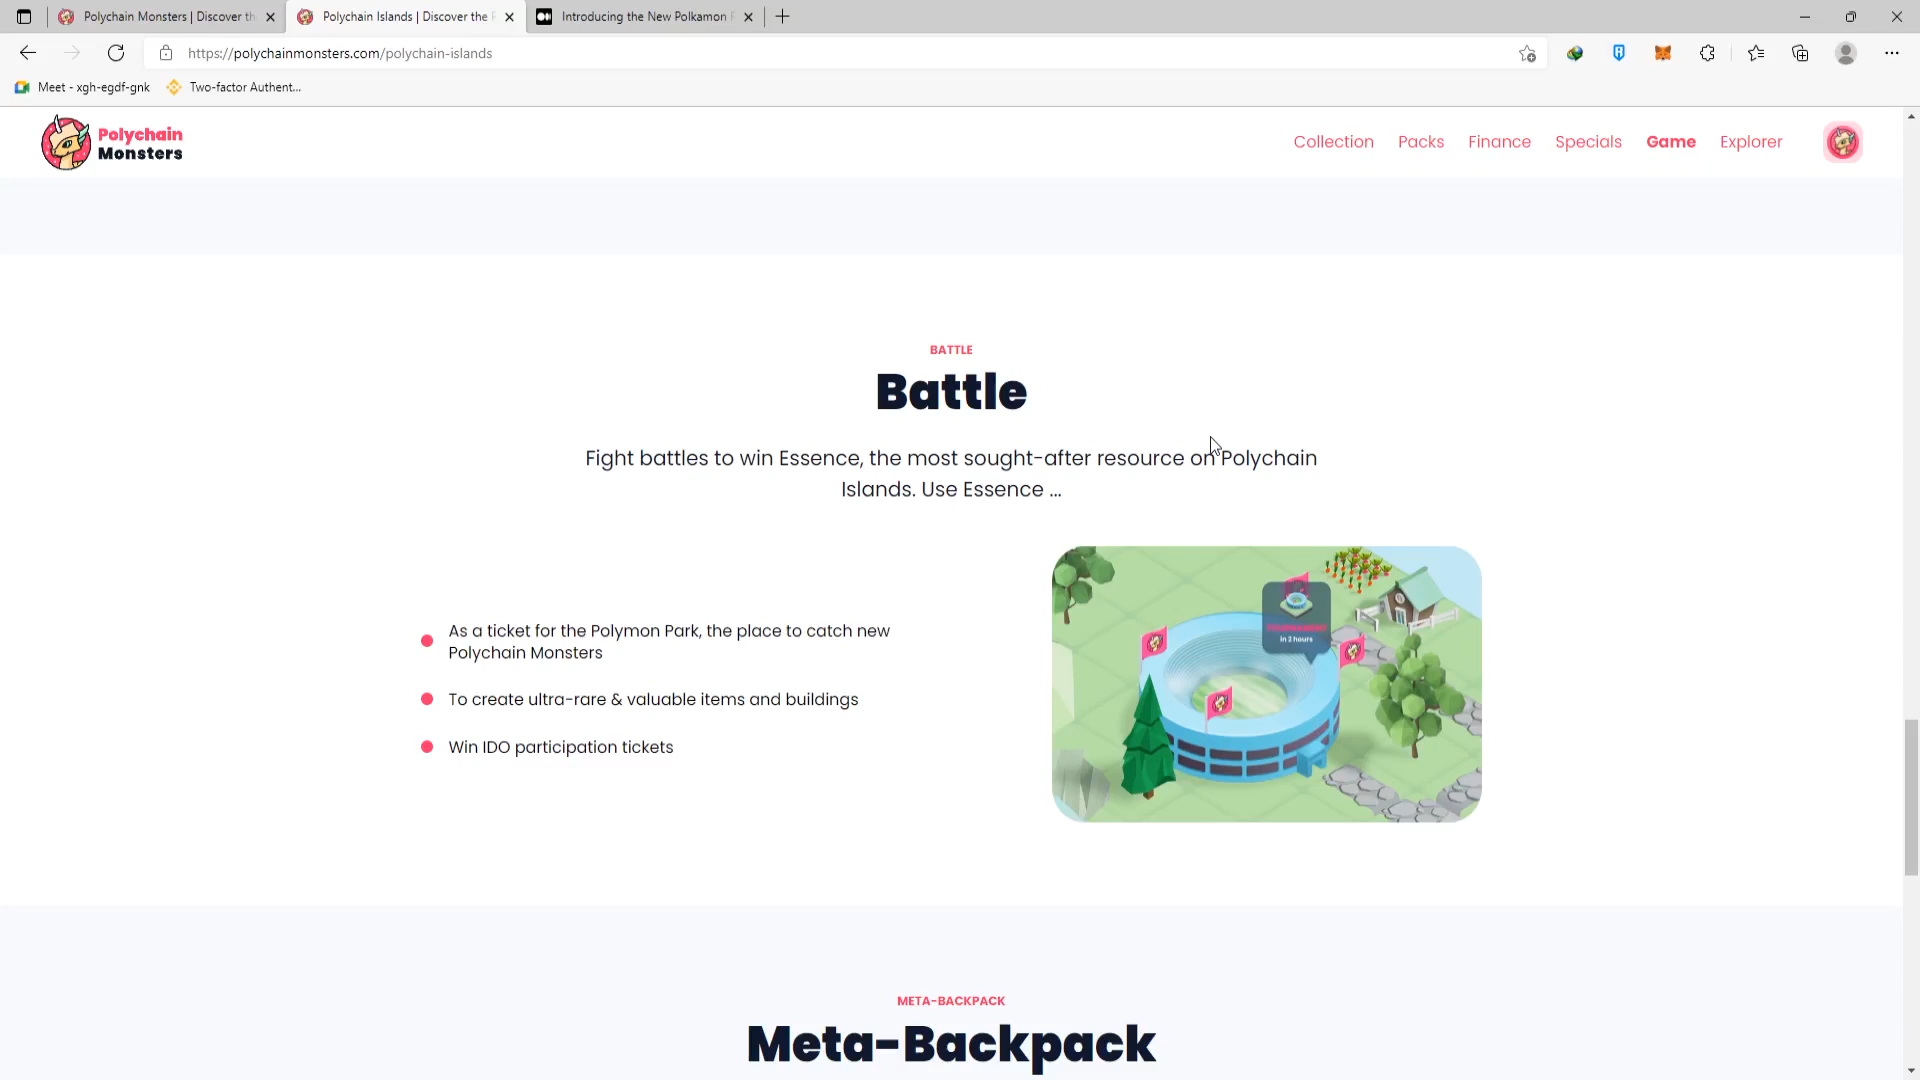 Polychain Monsters | Discover th
Polychain Islands | Discover the P
Introducing the New Polkamon
https://polychainmonsters.com/polychain-islands
Meet - xgh-egdf-gnk
Two-factor Authent...
Polychain
Monsters
Collection
Packs
Finance
Specials
Game
Explorer
BATTLE
Battle
Fight battles to win Essence, the most sought-after resource on Polychain
Islands. Use Essence ...
As a ticket for the Polymon Park, the place to catch new
Polychain Monsters
To create ultra-rare & valuable items and buildings
Win IDO participation tickets
in 2 hours
META-BACKPACK
Meta-Backpack